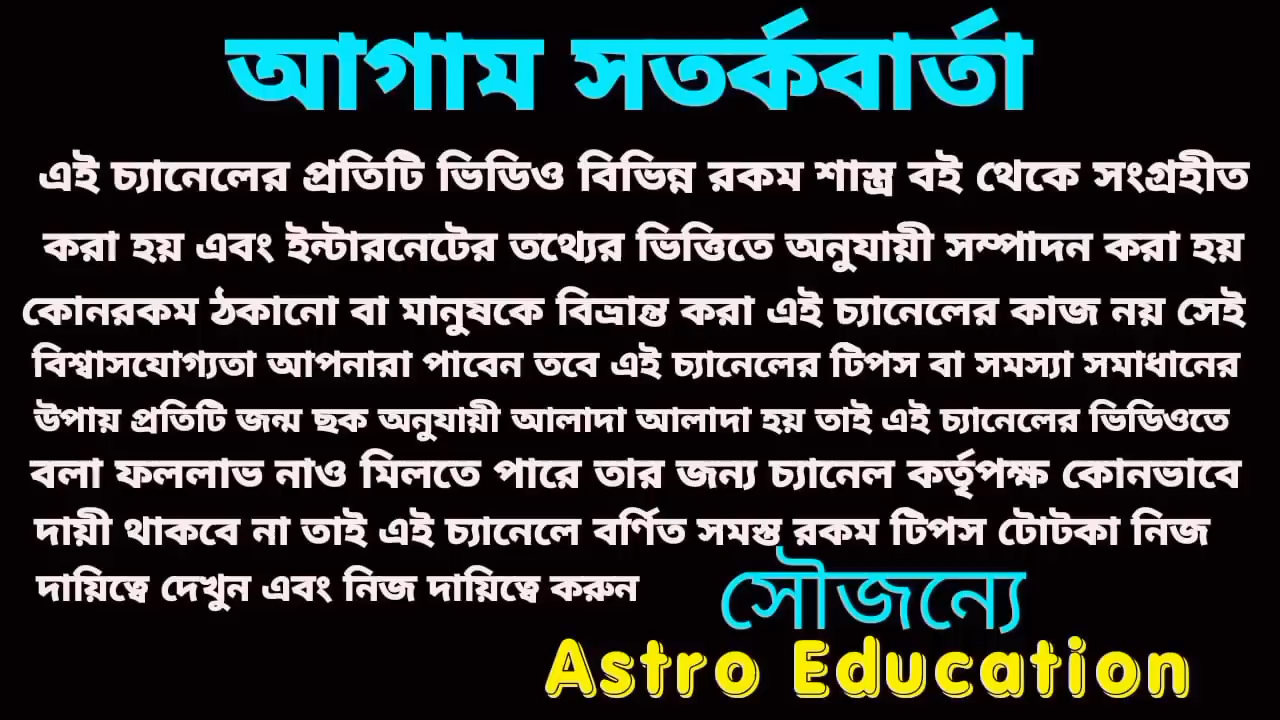 আগাম সতর্কবার্তা
এই চ্যানেলের প্রতিটি ভিডিও বিভিন্ন রকম শাস্ত্র বই থেকে সংগ্রহীত
করা হয় এবং ইন্টারনেটের তথ্যের ভিত্তিতে অনুযায়ী সম্পাদন করা হয়
কোনরকম ঠকানো বা মানুষকে বিভ্রান্ত করা এই চ্যানেলের কাজ নয় সেই
বিশ্বাসযোগ্যতা আপনারা পাবেন তবে এই চ্যানেলের টিপস বা সমস্যা সমাধানের
উপায় প্রতিটি জন্ম ছক অনুযায়ী আলাদা আলাদা হয় তাই এই চ্যানেলের ভিডিওতে
বলা ফললাভ নাও মিলতে পারে তার জন্য চ্যানেল কর্তৃপক্ষ কোনভাবে
দায়ী থাকবে না তাই এই চ্যানেলে বর্ণিত সমস্ত রকম টিপস টোটকা নিজ
দায়িত্বে দেখুন এবং নিজ দায়িত্বে করুন
সৌজন্যে
Astro Education